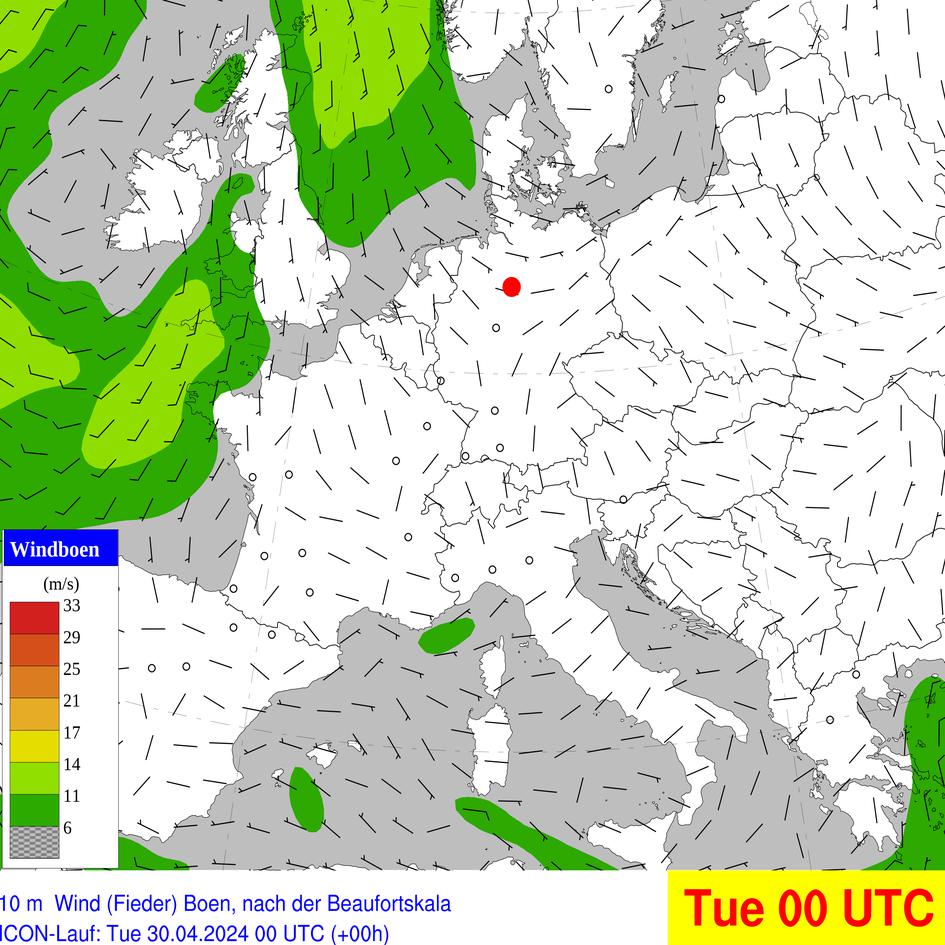 Windboen
(m/s)
33
29
25
21
17
14
11
6
10 m Wind (Fieder) Boen, nach der Beaufortskala
ICON-Lauf: Tue 30.04.2024 00 UTC (+00h)
Tue 00 UTC